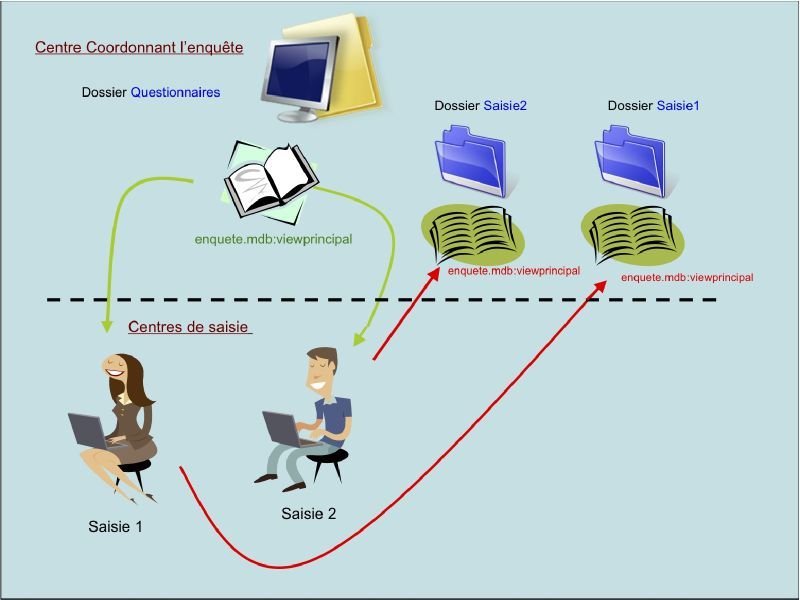 Centre Coordonnant l'enquête
Dossier Questionnaires
Dossier Saisie2
Dossier Saisie1
enquete.mdb:viewprincipal
enquete.mdb:viewprincipal
enquete.mdb:viewprincipal
Centres de saisie
Saisie 1
Saisie 2